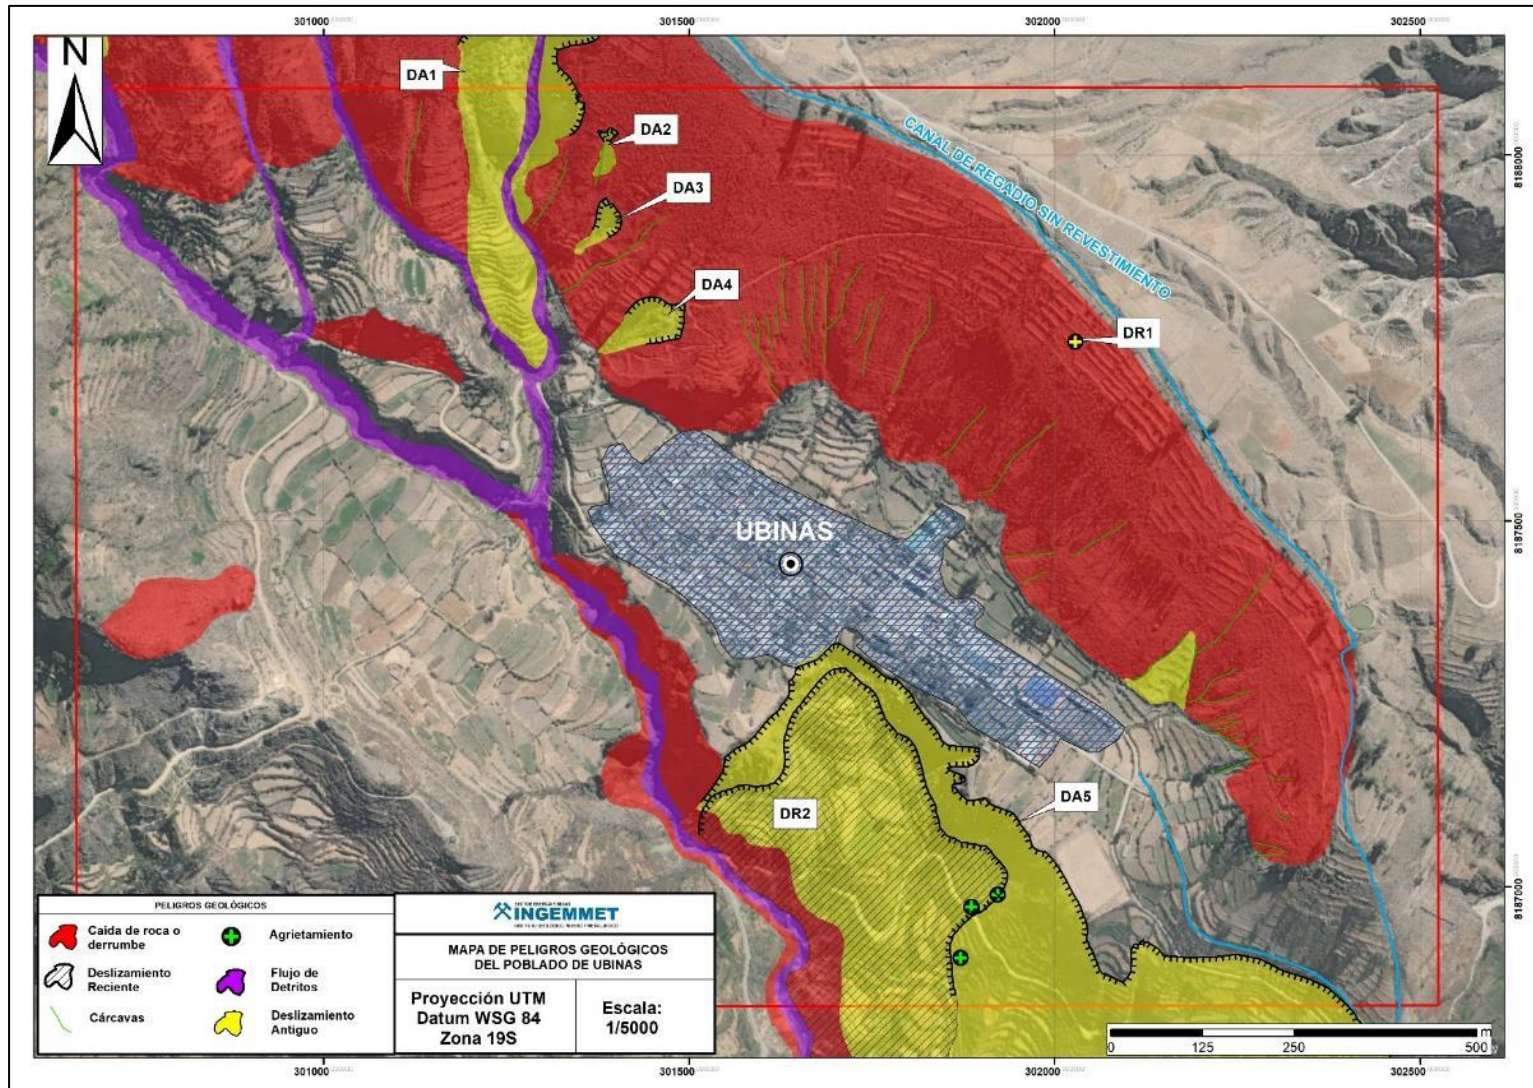 301000
301500
302000
302500
N
DA1
DA2
DA3
DA4
CANAL DE REGADIO SIN REVESTIMIENTO
DR1
UBINAS
DR2
DA5
8188000
8187500
8187000
PELIGROS GEOLÓGICOS
Caida de roca o
derrumbe
Agrietamiento
Deslizamiento
Reciente
Flujo de
Detritos
Cárcavas
Deslizamiento
Antiguo
INGEMMET
MAPA DE PELIGROS GEOLÓGICOS
DEL POBLADO DE UBINAS
Proyección UTM
Datum WSG 84
Zona 19S
Escala:
1/5000
m
0 125 250 500
301000
301500
302000
302500